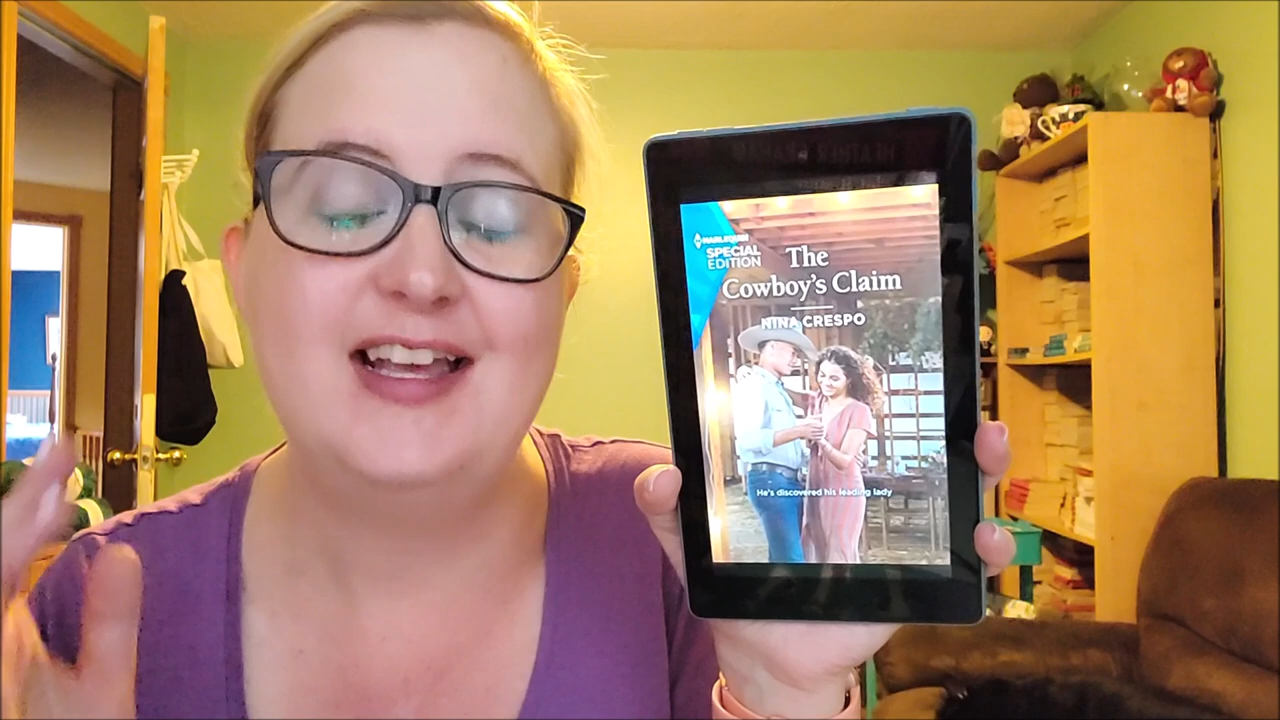 HARLEQUIN
SPECIAL
EDITION
The
Cowboy's Claim
NINA CRESPO
He's discovered his leading lady